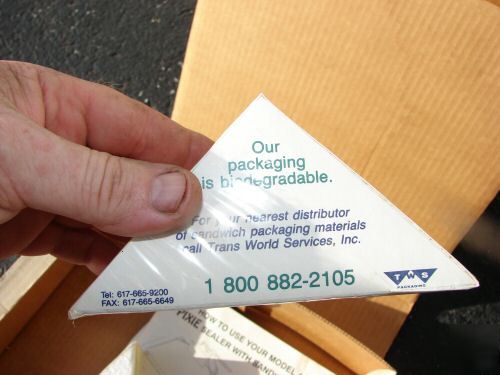 Our
packaging
is biodegradable.
For your nearest distributor
of sandwich packaging materials
call Trans World Services, Inc.
1 800 882-2105
Tel: 617-665-9200
FAX: 617-665-6649
TWS
PACKAGING
HOW TO USE YOUR MODEL
PIXIE SEALER WITH